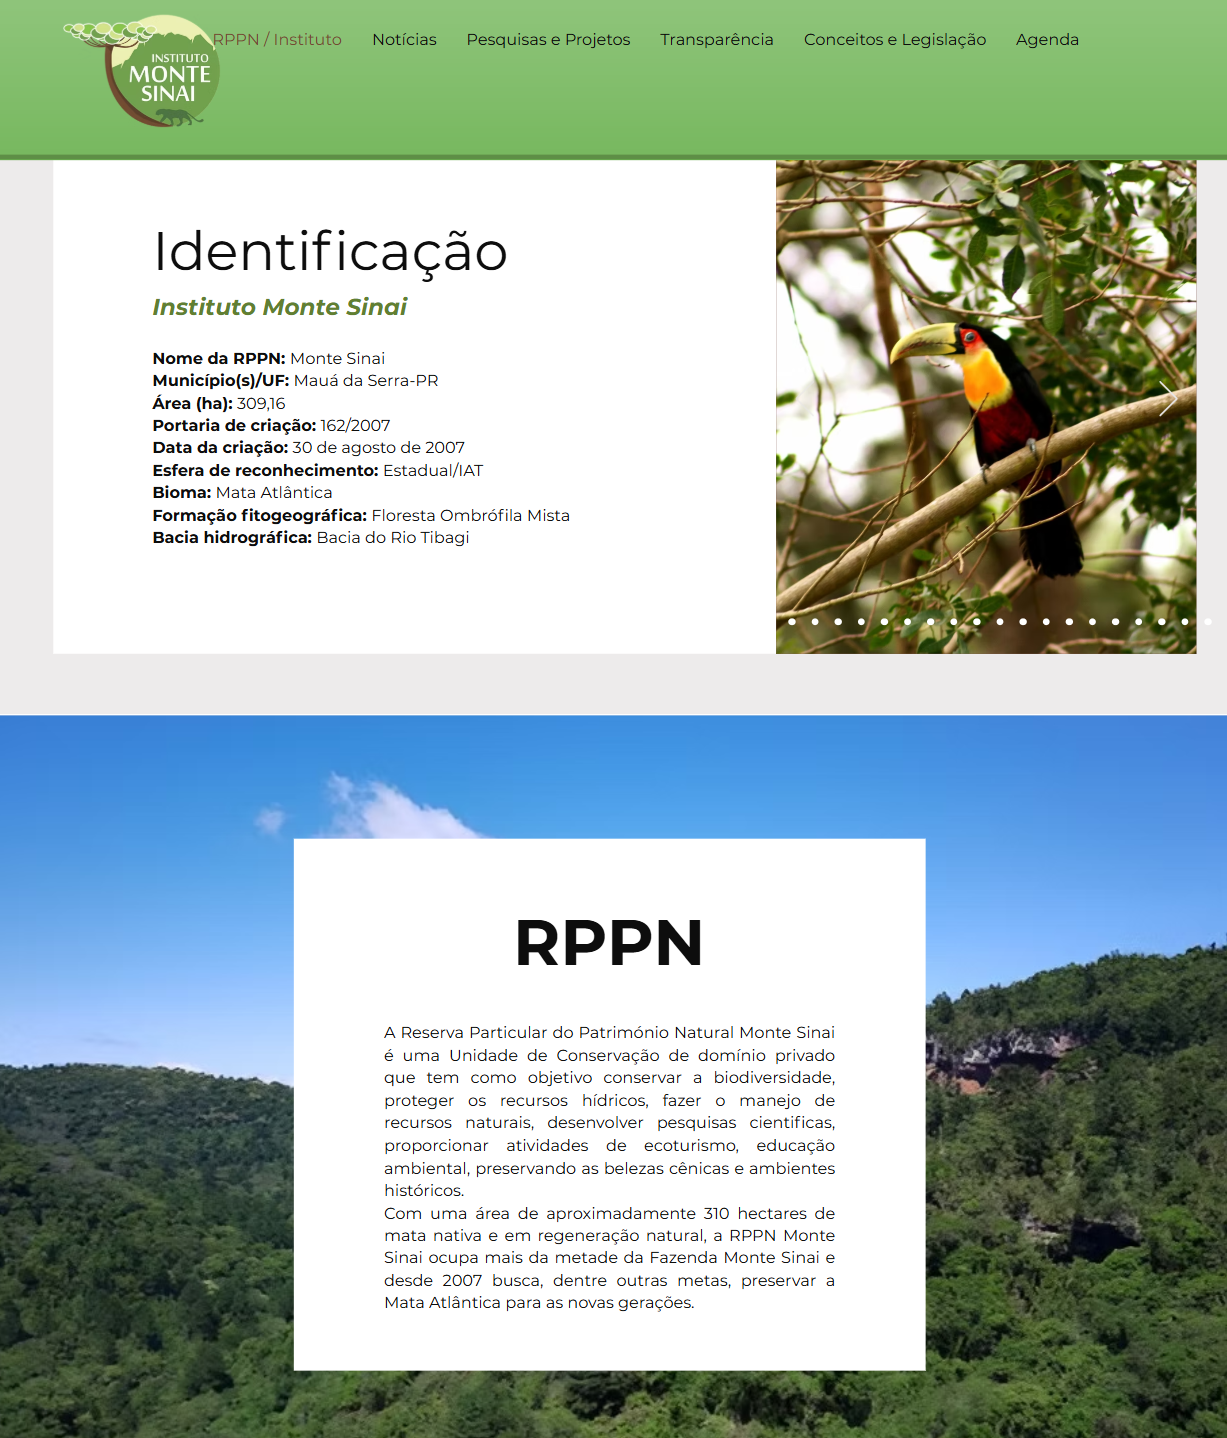 INSTITUTO
MONTE
SINAI
RPPN / Instituto
Notícias
Pesquisas e Projetos
Transparência
Conceitos e Legislação
Agenda
Identificação
Instituto Monte Sinai
Nome da RPPN: Monte Sinai
Município(s)/UF: Mauá da Serra-PR
Área (ha): 309,16
Portaria de criação: 162/2007
Data da criação: 30 de agosto de 2007
Esfera de reconhecimento: Estadual/IAT
Bioma: Mata Atlântica
Formação fitogeográfica: Floresta Ombrófila Mista
Bacia hidrográfica: Bacia do Rio Tibagi
RPPN
A Reserva Particular do Património Natural Monte Sinai
é uma Unidade de Conservação de domínio privado
que tem como objetivo conservar a biodiversidade,
proteger os recursos hídricos, fazer o manejo de
recursos naturais, desenvolver pesquisas cientificas,
proporcionar atividades de ecoturismo, educação
ambiental, preservando as belezas cênicas e ambientes
históricos.
Com uma área de aproximadamente 310 hectares de
mata nativa e em regeneração natural, a RPPN Monte
Sinai ocupa mais da metade da Fazenda Monte Sinai e
desde 2007 busca, dentre outras metas, preservar a
Mata Atlântica para as novas gerações.